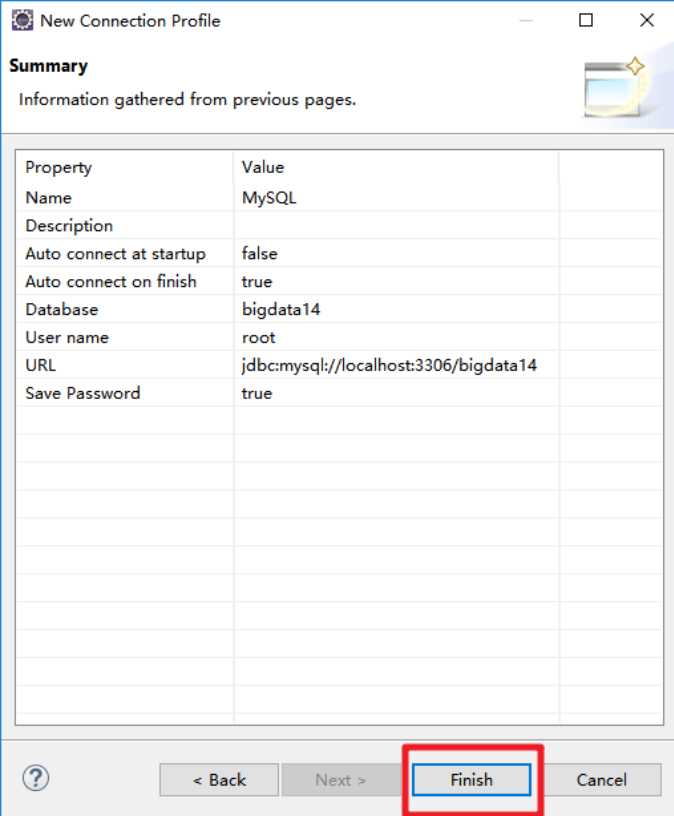 New Connection Profile
Summary
Information gathered from previous pages.
Property Value
Name MySQL
Description
Auto connect at startup false
Auto connect on finish true
Database bigdata14
User name root
URL jdbc:mysql://localhost:3306/bigdata14
Save Password true
? < Back Next > Finish Cancel